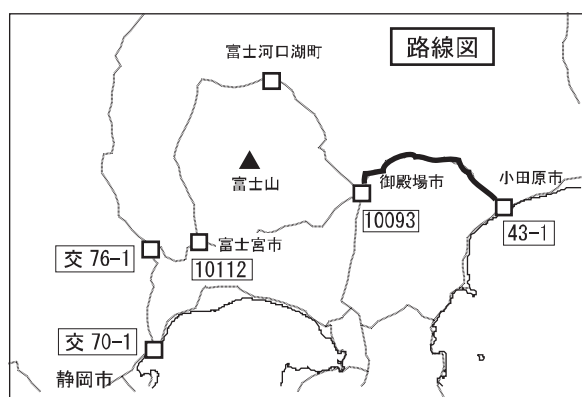 路線図
富士河口湖町
富士山
御殿場市
小田原市
10093
43-1
富士宮市
交 76-1
10112
交 70-1
静岡市